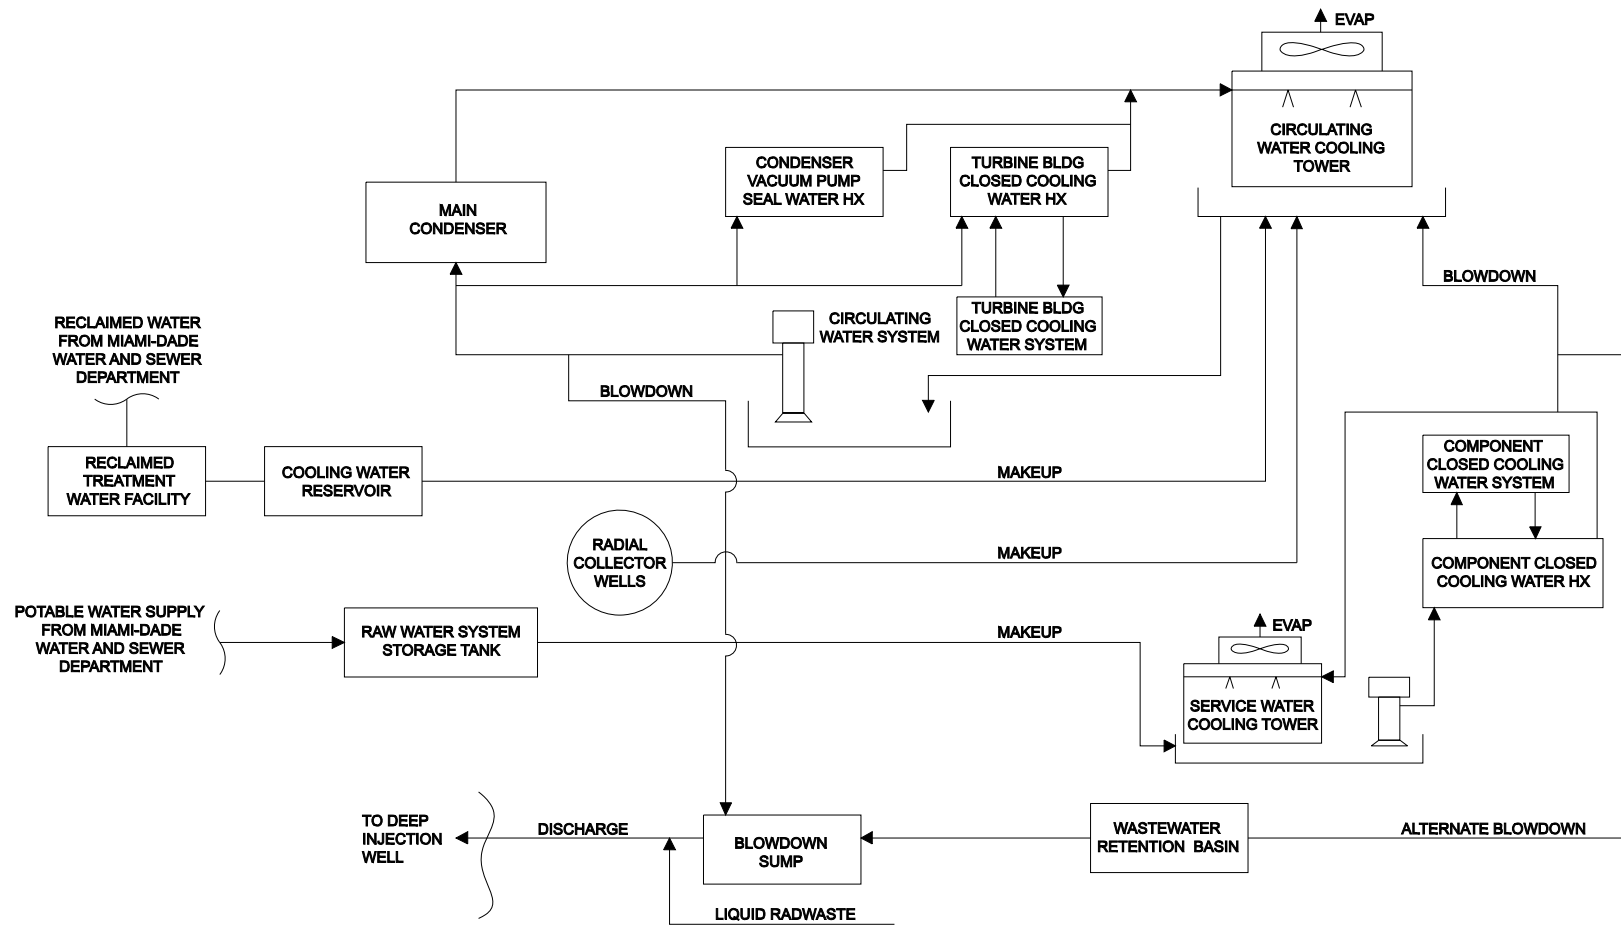 EVAP
CIRCULATING
WATER COOLING
TOWER
CONDENSER
VACUUM PUMP
SEAL WATER HX
TURBINE BLDG
CLOSED COOLING
WATER HX
MAIN
CONDENSER
BLOWDOWN
TURBINE BLDG
CLOSED COOLING
WATER SYSTEM
CIRCULATING
WATER SYSTEM
RECLAIMED WATER
FROM MIAMI-DADE
WATER AND SEWER
DEPARTMENT
BLOWDOWN
RECLAIMED
TREATMENT
WATER FACILITY
COOLING WATER
RESERVOIR
MAKEUP
COMPONENT
CLOSED COOLING
WATER SYSTEM
RADIAL
COLLECTOR
WELLS
MAKEUP
COMPONENT CLOSED
COOLING WATER HX
POTABLE WATER SUPPLY
FROM MIAMI-DADE
WATER AND SEWER
DEPARTMENT
RAW WATER SYSTEM
STORAGE TANK
MAKEUP
EVAP
SERVICE WATER
COOLING TOWER
TO DEEP
INJECTION
WELL
DISCHARGE
BLOWDOWN
SUMP
WASTEWATER
RETENTION BASIN
ALTERNATE BLOWDOWN
LIQUID RADWASTE